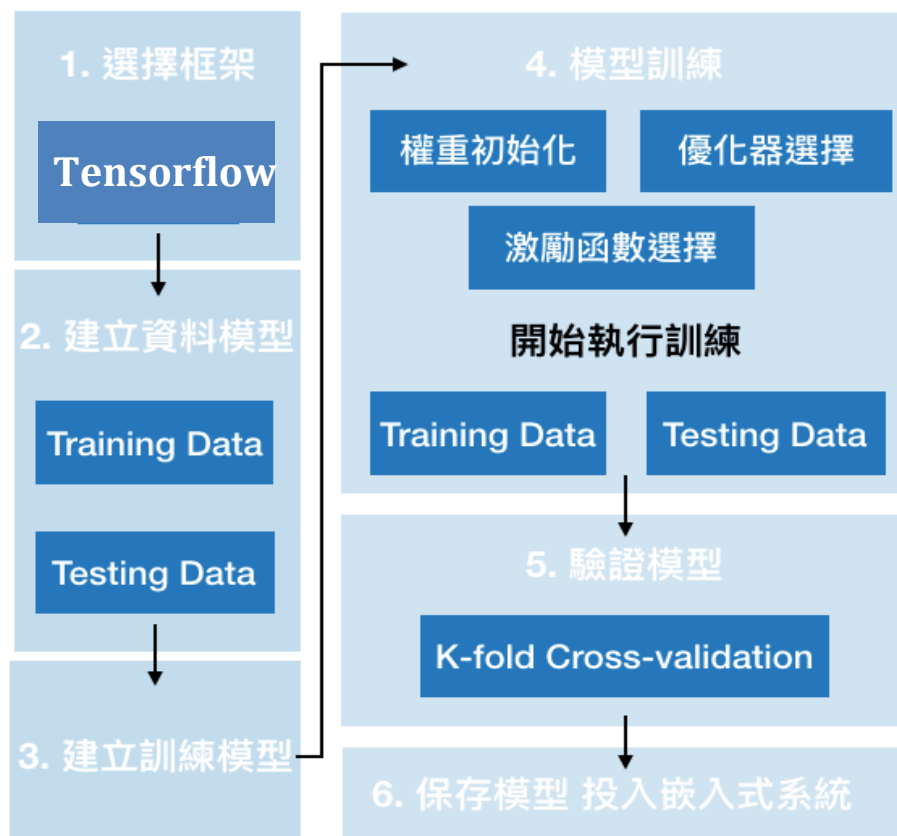 1. 選擇框架
Tensorflow
2. 建立資料模型
Training Data
Testing Data
3. 建立訓練模型
4. 模型訓練
權重初始化
優化器選擇
激勵函數選擇
開始執行訓練
Training Data
Testing Data
5. 驗證模型
K-fold Cross-validation
6. 保存模型 投入嵌入式系統